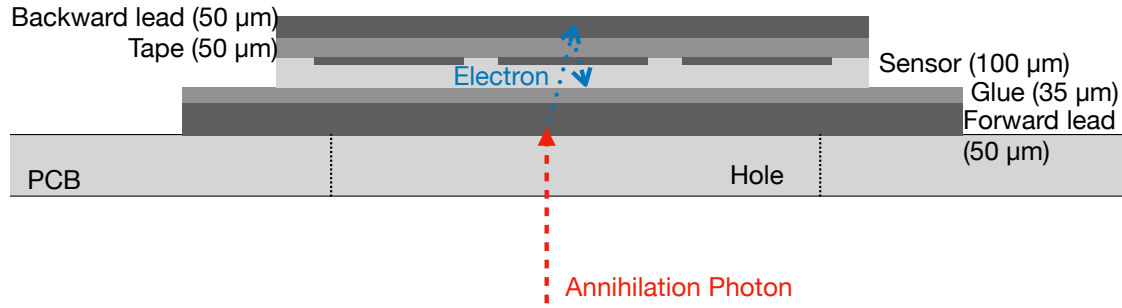 Backward lead (50 µm)
Tape (50 µm)
Electron
Sensor (100 µm)
Glue (35 µm)
Forward lead
(50 µm)
PCB
Hole
Annihilation Photon